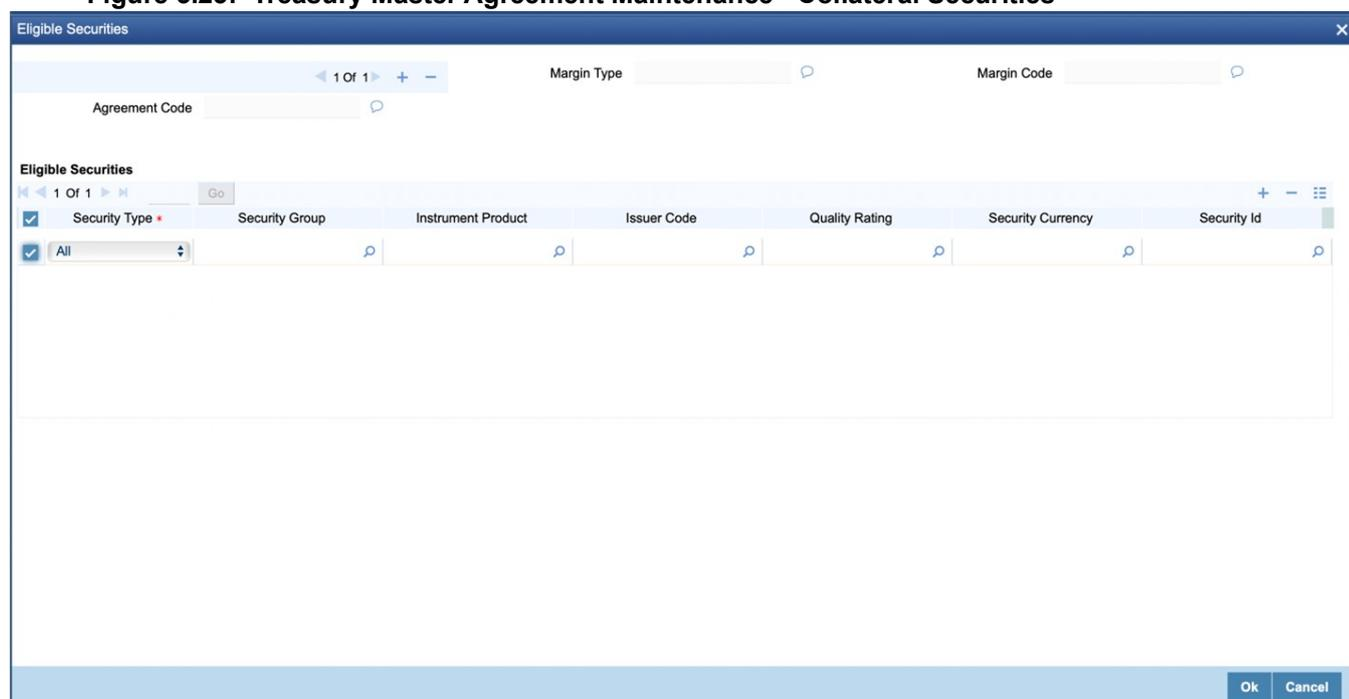 Figure 3.23: Treasury Master Agreement Maintenance - Collateral Securities
Eligible Securities
1 Of 1
Margin Type
Margin Code
Agreement Code
Eligible Securities
1 Of 1 Go
Security Type * Security Group Instrument Product Issuer Code Quality Rating Security Currency Security Id
All
Ok Cancel